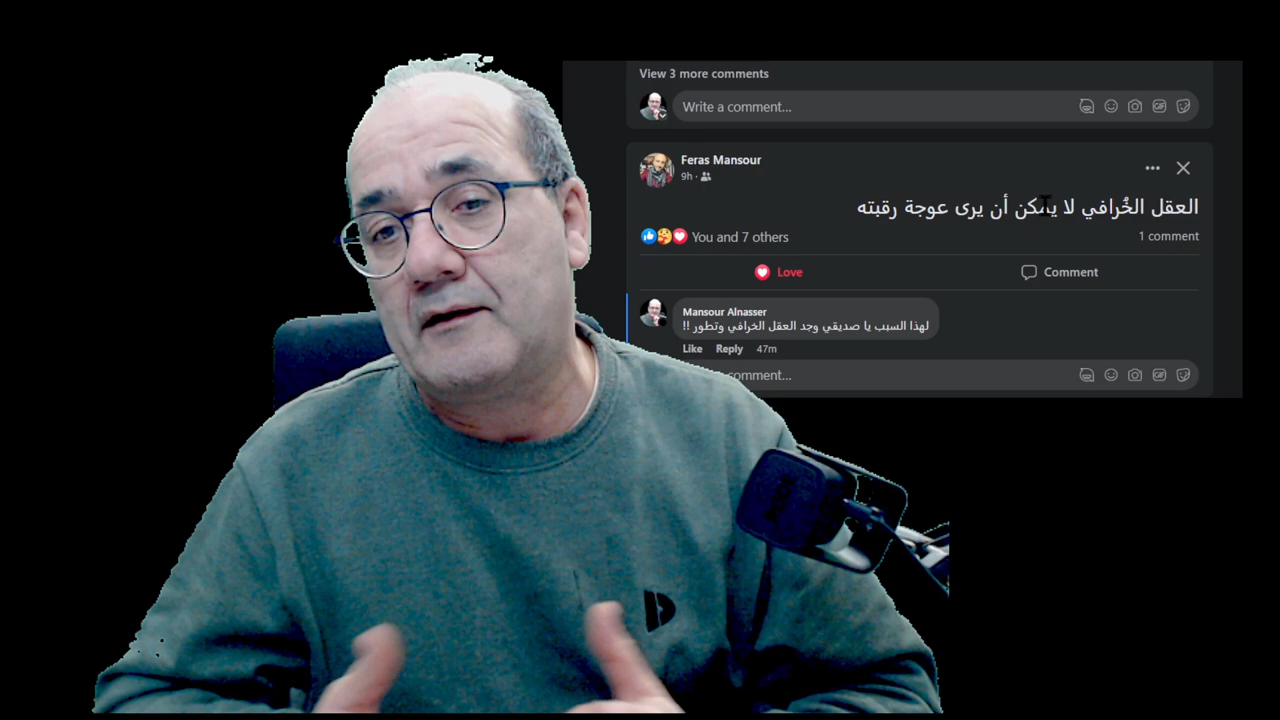 View 3 more comments
Write a comment...
Feras Mansour
9h
العقل الخُرافي لا يمكن أن يرى عوجة رقبته
You and 7 others
1 comment
Love
Comment
Mansour Alnasser
لهذا السبب يا صديقي وجد العقل الخرافي وتطور !!
Like Reply 47m
comment...
GIF
GIF